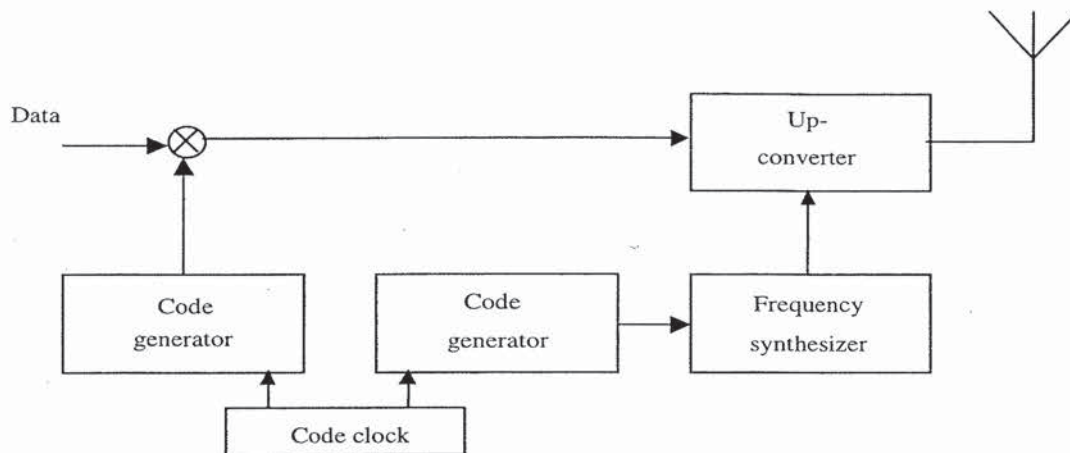 Data
Up-
converter
Code
generator
Code
generator
Frequency
synthesizer
Code clock